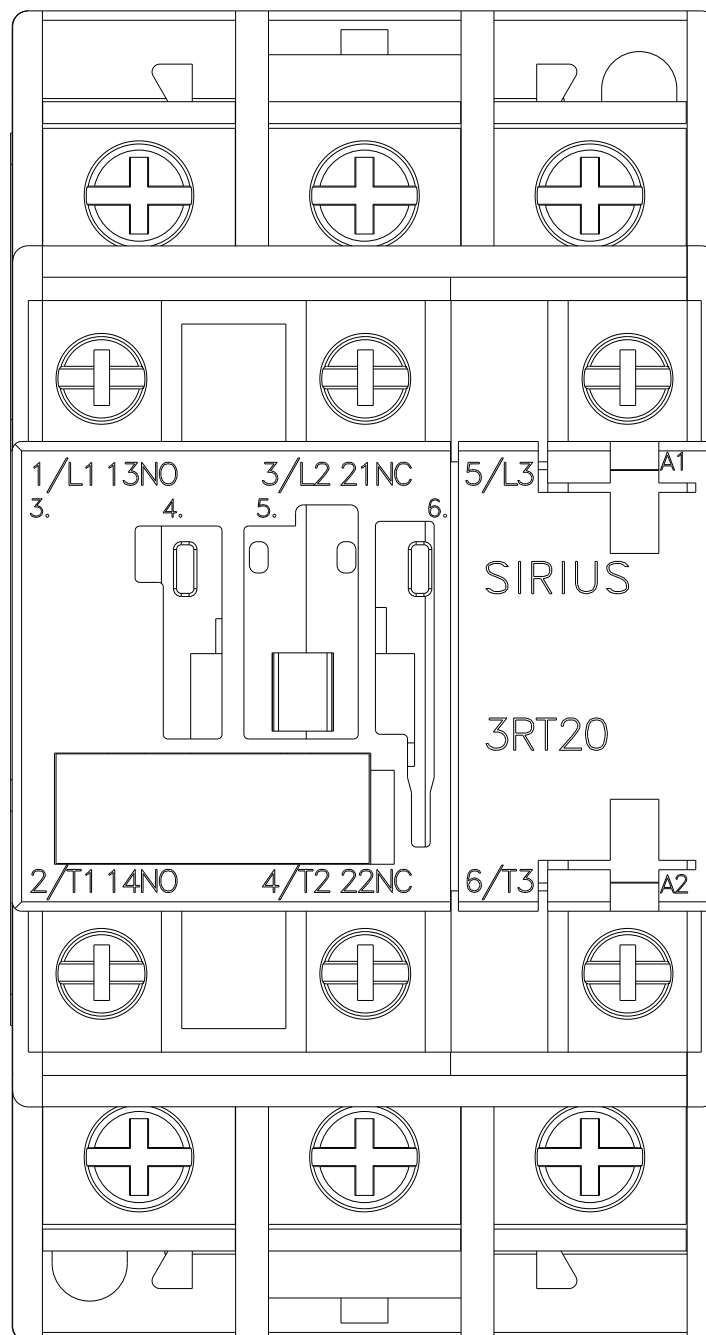 1/L1 13NO 3/L2 21NC 5/L3 A1
3. 4. 5. 6.
SIRIUS
3RT20
2/T1 14NO 4/T2 22NC 6/T3 A2